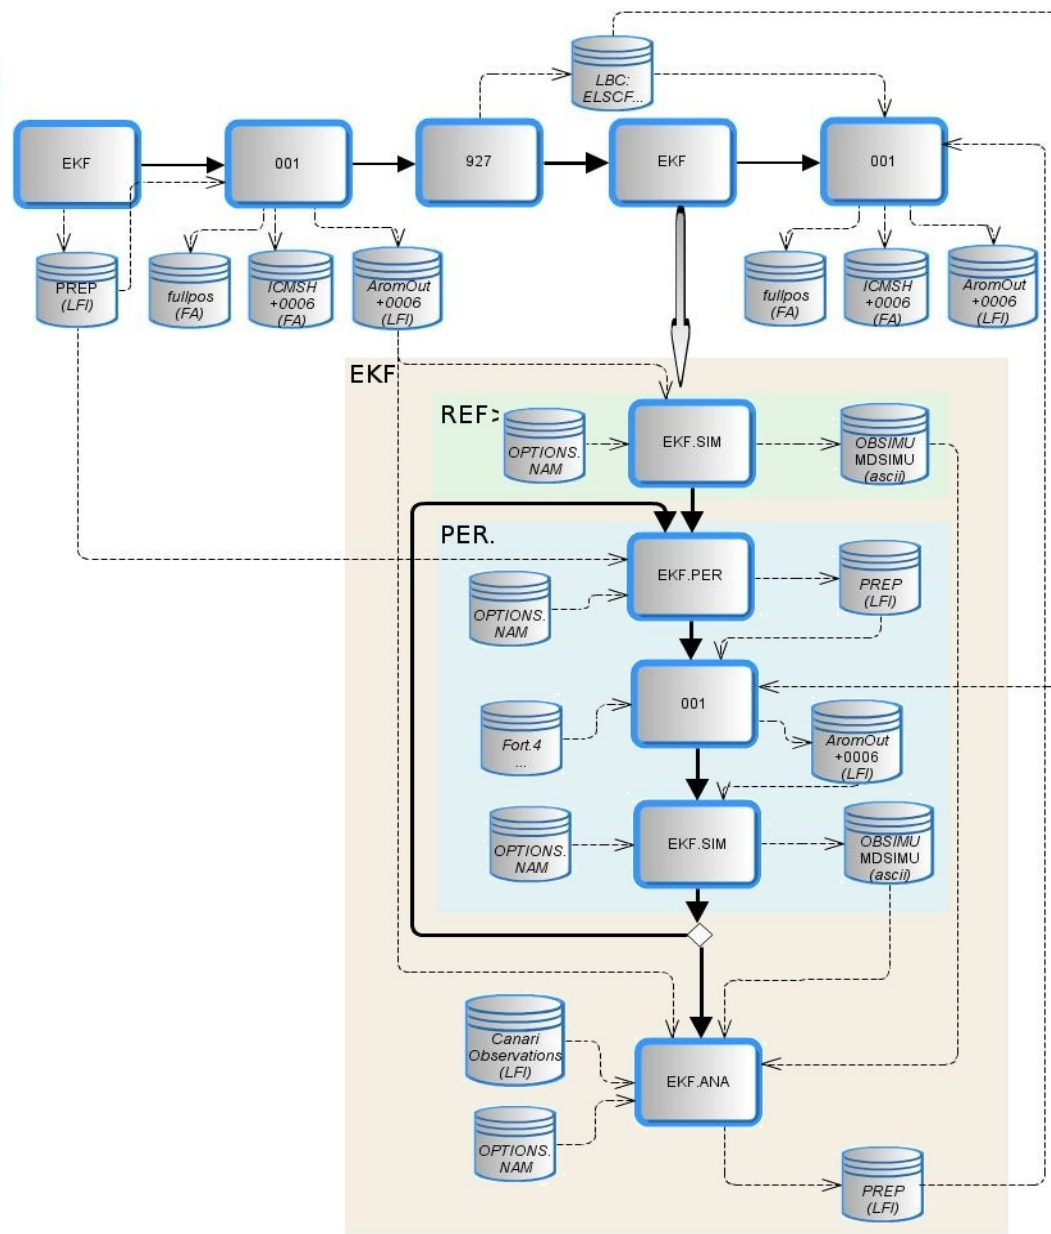 LBC:
ELSCF...
EKF
001
927
EKF
001
PREP
(LFI)
fullpos
(FA)
ICMSH
+0006
(FA)
AromOut
+0006
(LFI)
fullpos
(FA)
ICMSH
+0006
(FA)
AromOut
+0006
(LFI)
EKF
REF
OPTIONS.
NAM
EKF.SIM
OBSIMU
MDSIMU
(ascii)
PER.
EKF.PER
PREP
(LFI)
OPTIONS.
NAM
001
Fort.4
...
AromOut
+0006
(LFI)
OPTIONS.
NAM
EKF.SIM
OBSIMU
MDSIMU
(ascii)
Canari
Observations
(LFI)
EKF.ANA
OPTIONS.
NAM
PREP
(LFI)